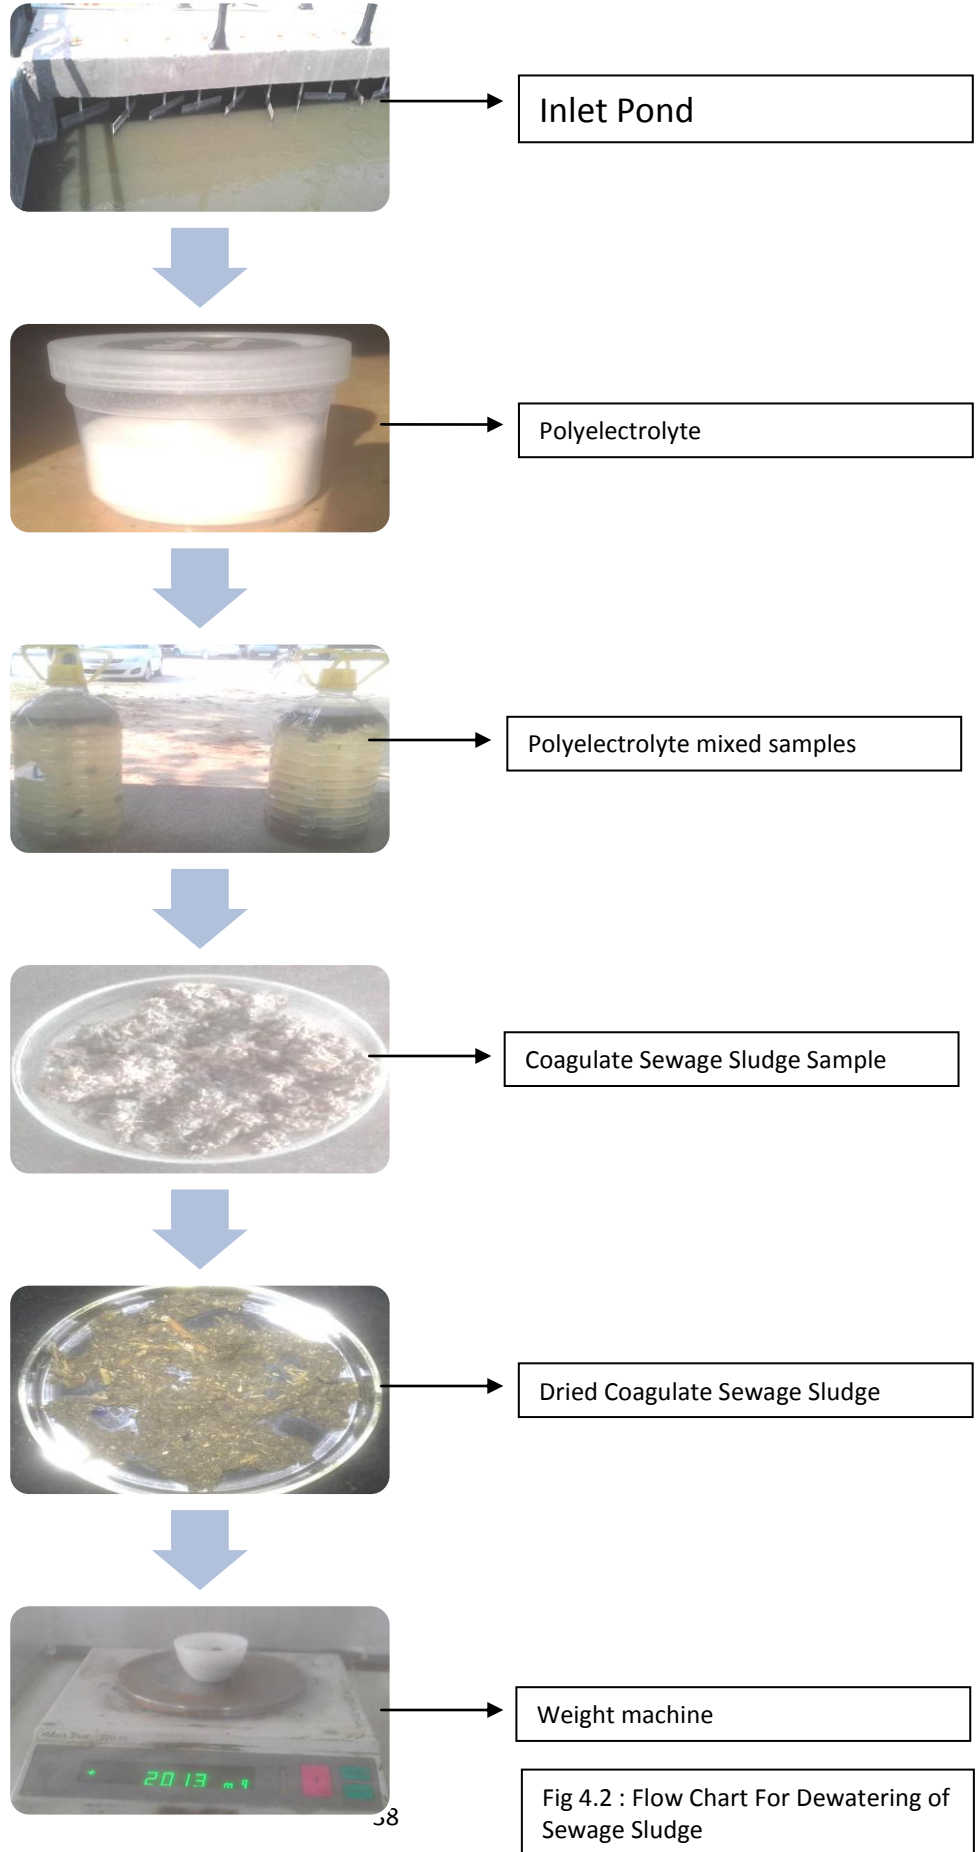 Inlet Pond
Polyelectrolyte
Polyelectrolyte mixed samples
Coagulate Sewage Sludge Sample
Dried Coagulate Sewage Sludge
Weight machine
+ 2013 m g
Fig 4.2 : Flow Chart For Dewatering of
Sewage Sludge